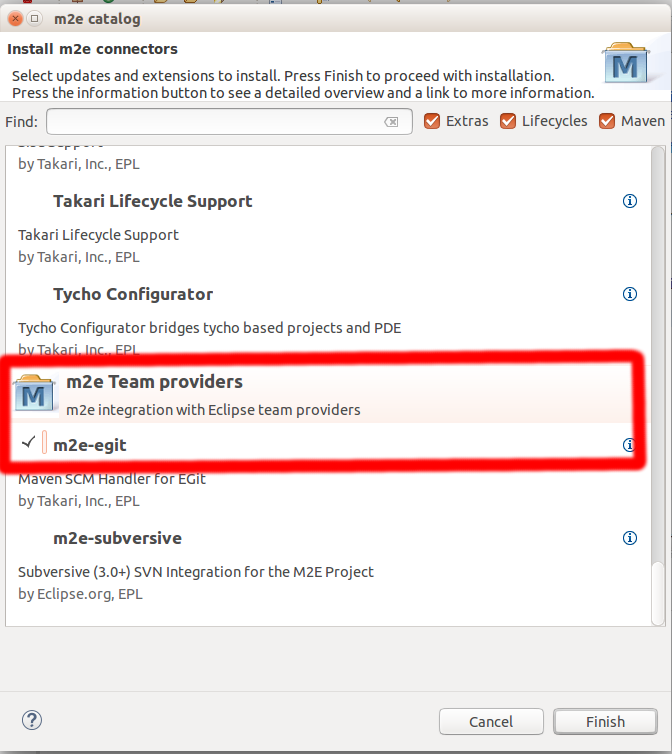 m2e catalog
Install m2e connectors
Select updates and extensions to install. Press Finish to proceed with installation.
Press the information button to see a detailed overview and a link to more information.
Find: Extras Lifecycles Maven
by Takari, Inc., EPL
Takari Lifecycle Support
Takari Lifecycle Support
by Takari, Inc., EPL
Tycho Configurator
Tycho Configurator bridges tycho based projects and PDE
by Takari, Inc., EPL
M
m2e Team providers
m2e integration with Eclipse team providers
m2e-egit
Maven SCM Handler for EGit
by Takari, Inc., EPL
m2e-subversive
Subversive (3.0+) SVN Integration for the M2E Project
by Eclipse.org, EPL
Cancel Finish